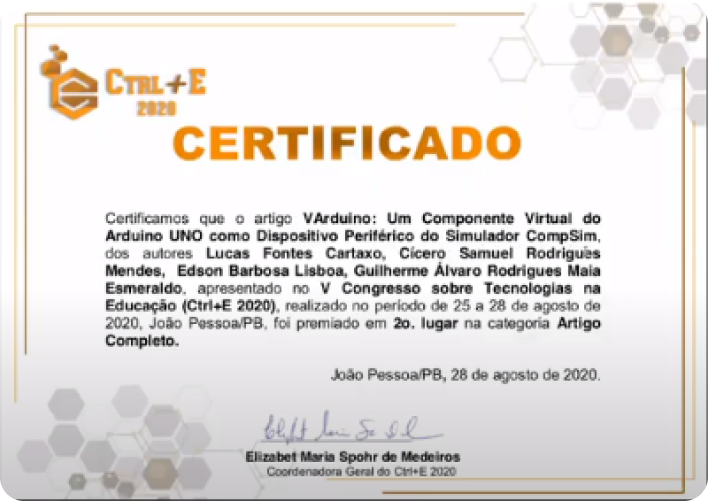 CTRL+E
2020
CERTIFICADO
Certificamos que o artigo VArduino: Um Componente Virtual do
Arduino UNO como Dispositivo Periférico do Simulador CompSim,
dos autores Lucas Fontes Cartaxo, Cícero Samuel Rodrigues
Mendes, Edson Barbosa Lisboa, Guilherme Álvaro Rodrigues Maia
Esmeraldo, apresentado no V Congresso sobre Tecnologias na
Educação (Ctrl+E 2020), realizado no período de 25 a 28 de agosto de
2020, João Pessoa/PB, foi premiado em 2o. lugar na categoria Artigo
Completo.
João Pessoa/PB, 28 de agosto de 2020.
Elizabet Maria Spohr de Medeiros
Coordenadora Geral do Ctrl+E 2020